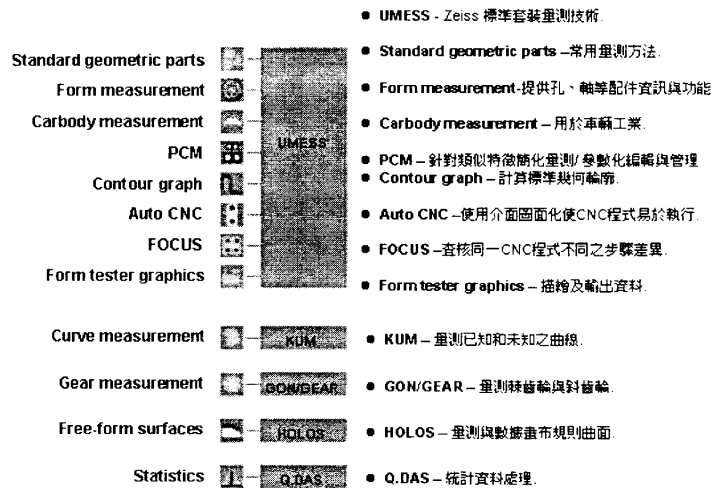 ● UMESS - Zeiss 標準套裝量測技術.
Standard geometric parts
● Standard geometric parts –常用量測方法.
Form measurement
● Form measurement-提供孔、軸等配件資訊與功能
Carbody measurement
● Carbody measurement – 用於車輛工業.
UMESS
PCM
● PCM – 針對類似特徵簡化量測/ 參數化編輯與管理
Contour graph
● Contour graph – 計算標準幾何輪廓.
Auto CNC
● Auto CNC –使用介面圖面化使CNC程式易於執行.
FOCUS
● FOCUS –查核同一CNC程式不同之步驟差異.
Form tester graphics
● Form tester graphics – 描繪及輸出資料.
Curve measurement
KUM
● KUM – 量測已知和未知之曲線.
Gear measurement
GON/GEAR
● GON/GEAR – 量測棘齒輪與斜齒輪.
Free-form surfaces
HOLOS
● HOLOS – 量測與數據畫布規則曲面.
Statistics
Q.DAS
● Q.DAS – 統計資料處理.